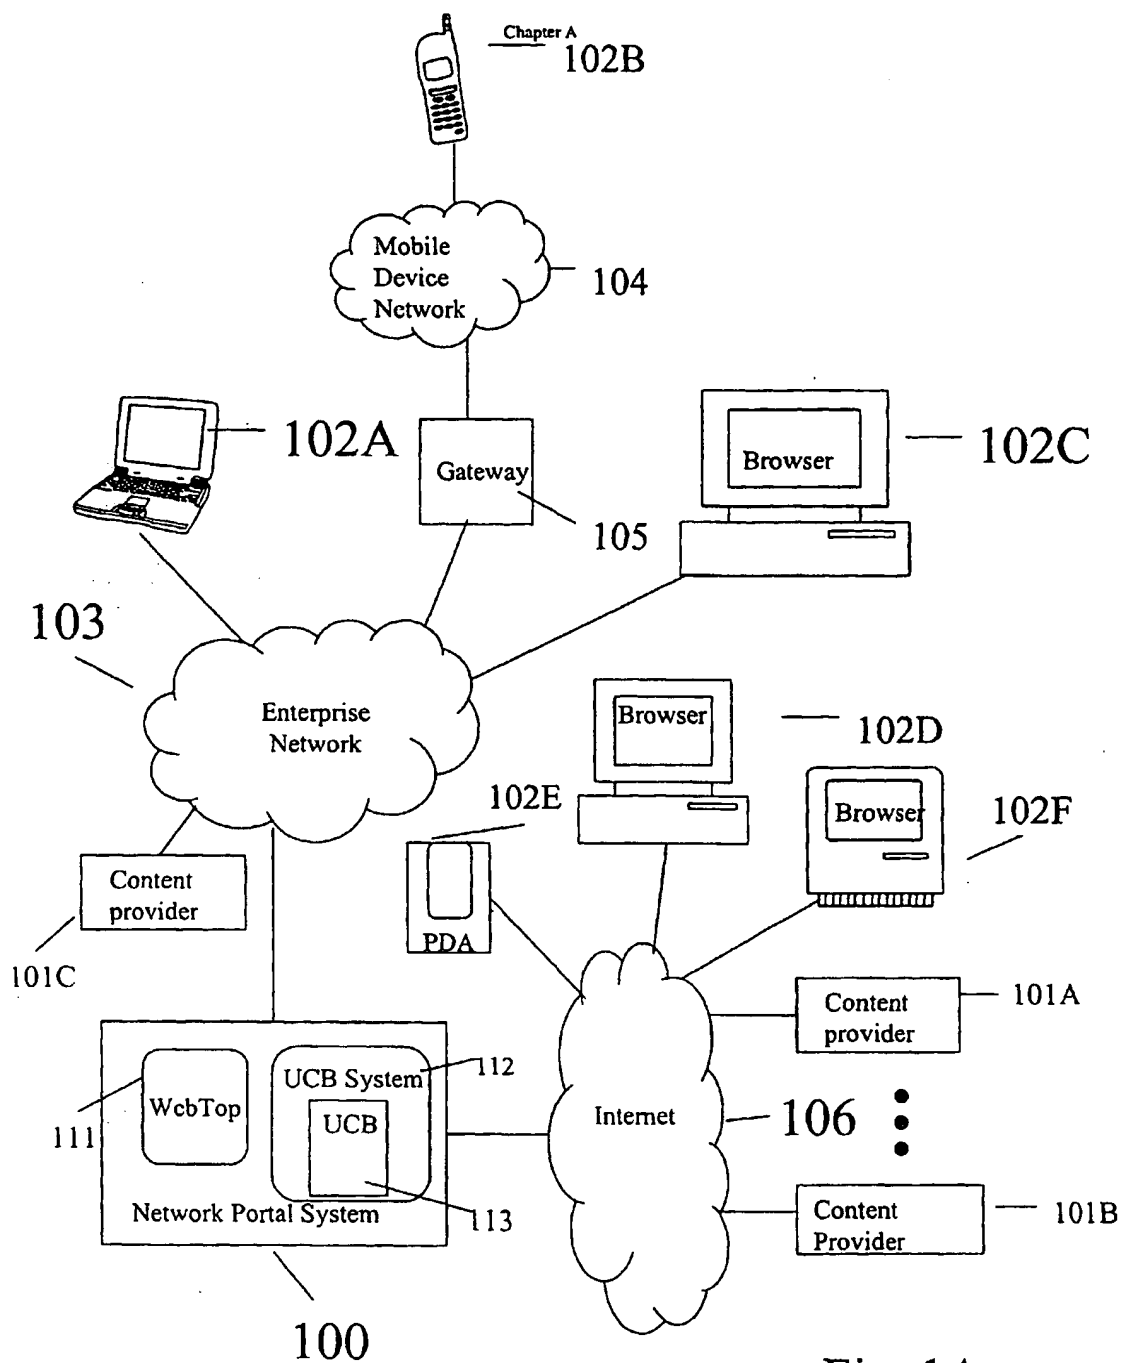 Chapter A
102B
Mobile
Device
Network
104
102A
Gateway
105
Browser
102C
103
Enterprise
Network
Browser
102D
102E
Browser
102F
Content
provider
101C
PDA
Content
provider
101A
WebTop
111
UCB System
112
UCB
113
Network Portal System
100
Internet
106
Content
Provider
101B